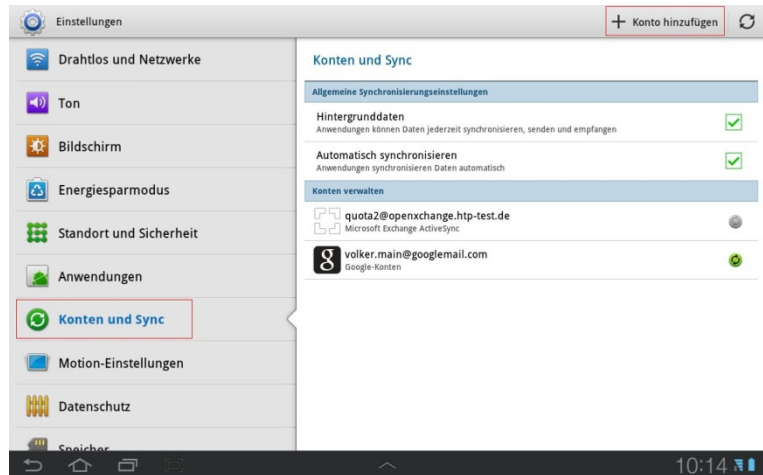 Einstellungen
Konto hinzufügen
Drahtlos und Netzwerke
Ton
Bildschirm
Energiesparmodus
Standort und Sicherheit
Anwendungen
Konten und Sync
Motion-Einstellungen
Datenschutz
Speicher
Konten und Sync
Allgemeine Synchronisierungseinstellungen
Hintergrunddaten
Anwendungen können Daten jederzeit synchronisieren, senden und empfangen
Automatisch synchronisieren
Anwendungen synchronisieren Daten automatisch
Konten verwalten
quota2@openxchange.htp-test.de
Microsoft Exchange ActiveSync
volker.main@googlemail.com
Google-Konten
10:14